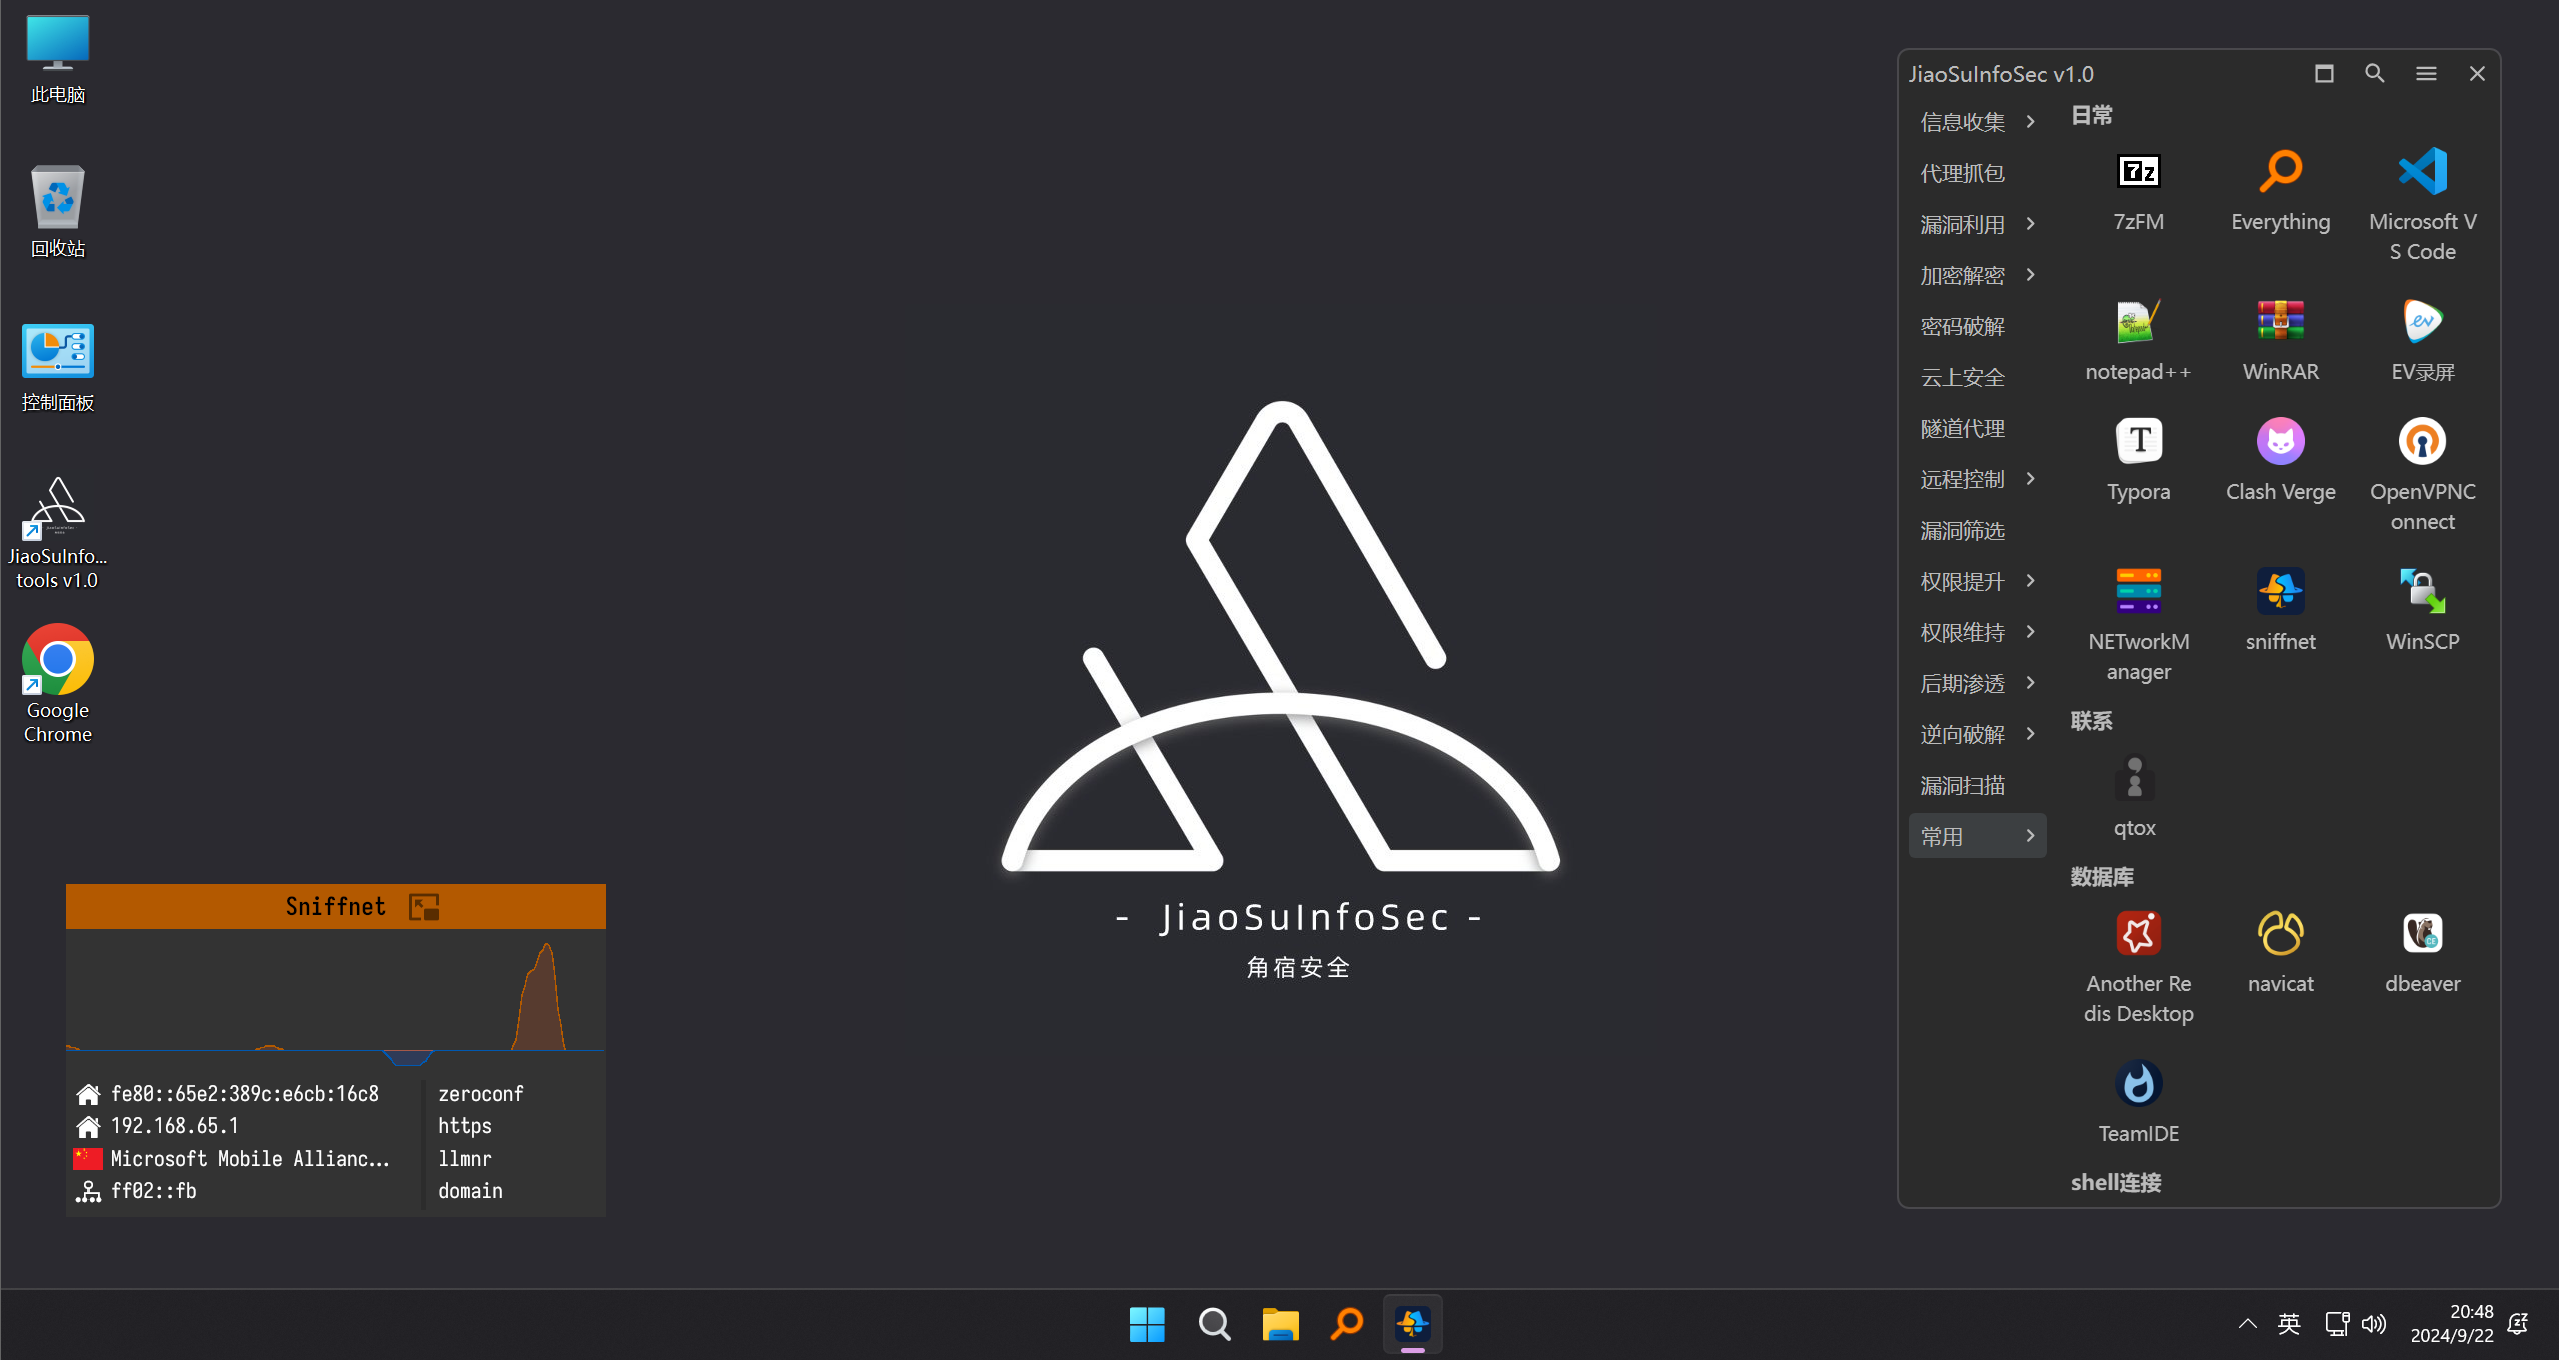 此电脑
回收站
控制面板
JiaoSuInfo...
tools v1.0
Google
Chrome
Sniffnet
fe80::65e2:389c:e6cb:16c8
192.168.65.1
Microsoft Mobile Allianc...
ff02::fb
zeroconf
https
llmnr
domain
- JiaoSuInfoSec -
角宿安全
JiaoSuInfoSec v1.0
信息收集
代理抓包
漏洞利用
加密解密
密码破解
云上安全
隧道代理
远程控制
漏洞筛选
权限提升
权限维持
后期渗透
逆向破解
漏洞扫描
常用
日常
7zFM
Everything
Microsoft V
S Code
notepad++
WinRAR
EV录屏
Typora
Clash Verge
OpenVPNC
onnect
NETworkM
anager
sniffnet
WinSCP
联系
qtox
数据库
Another Re
dis Desktop
navicat
dbeaver
TeamIDE
shell连接
英
20:48
2024/9/22